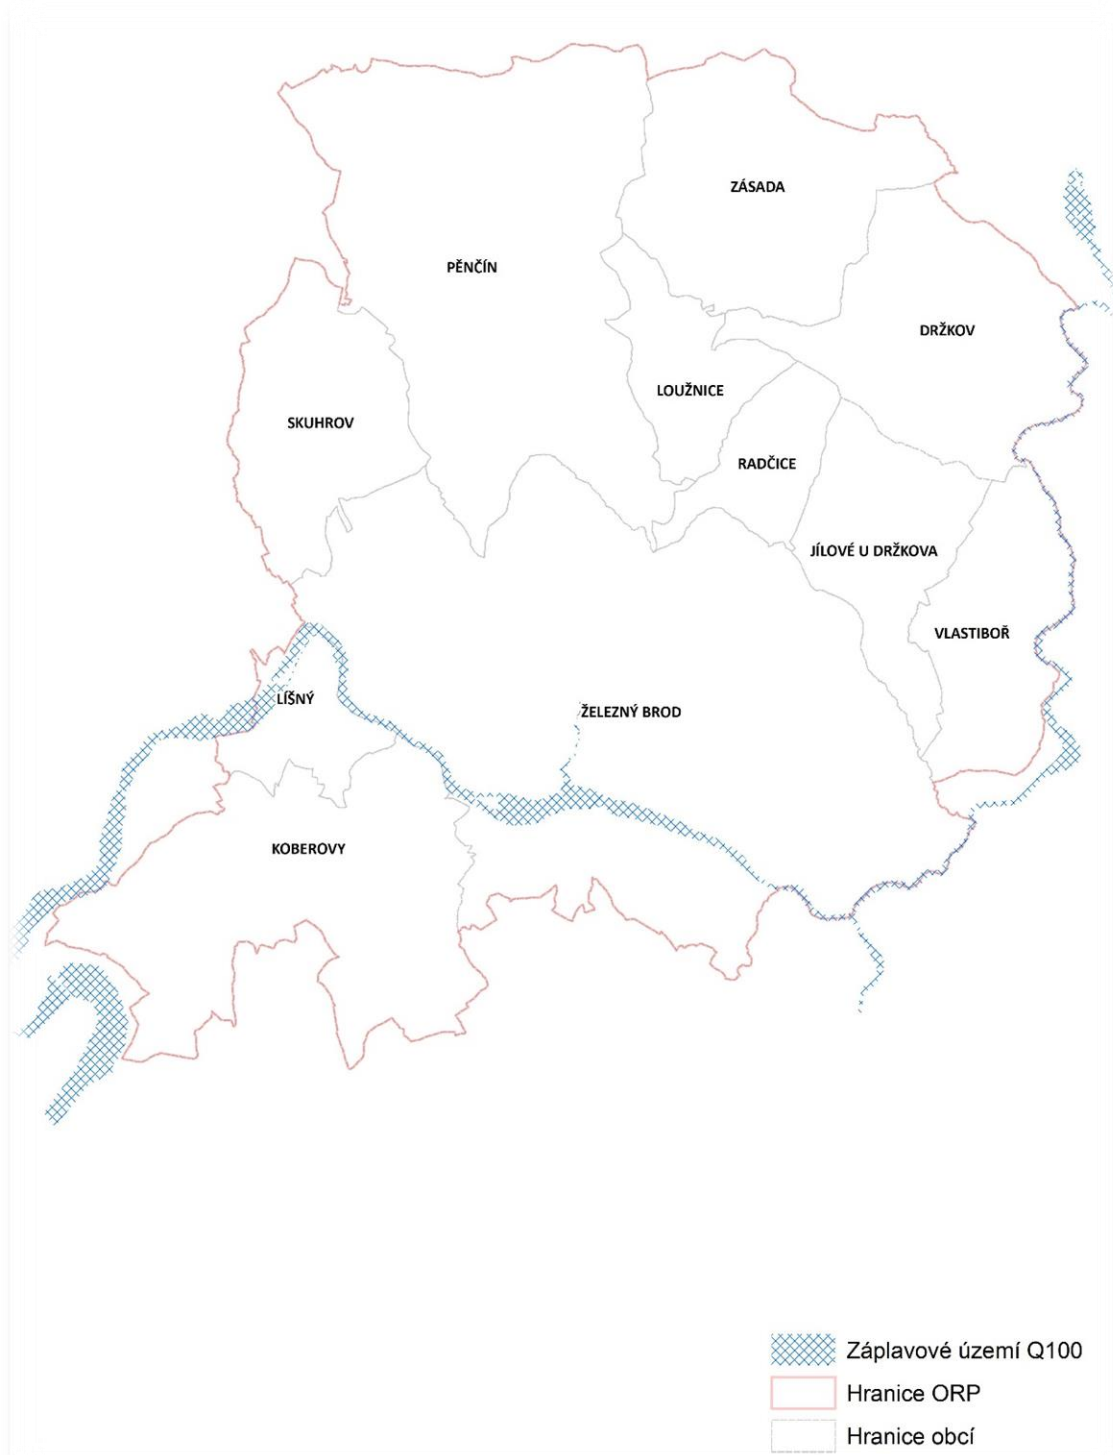 ZÁSADA
PĚNČÍN
DRŽKOV
LOUŽNICE
SKUHROV
RADČICE
JÍLOVÉ U DRŽKOVA
VLASTIBOŘ
LÍŠNÝ
ŽELEZNÝ BROD
KOBEROVY
Záplavové území Q100
Hranice ORP
Hranice obcí